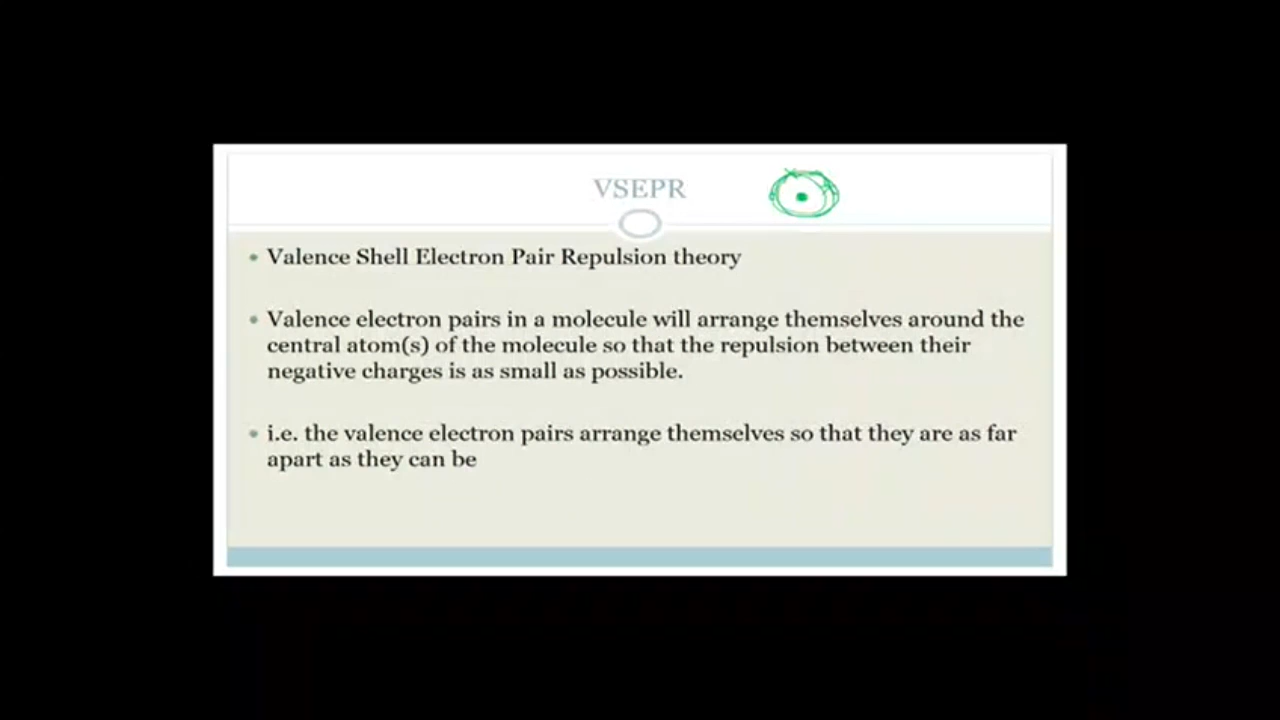 VSEPR
• Valence Shell Electron Pair Repulsion theory
• Valence electron pairs in a molecule will arrange themselves around the
central atom(s) of the molecule so that the repulsion between their
negative charges is as small as possible.
• i.e. the valence electron pairs arrange themselves so that they are as far
apart as they can be